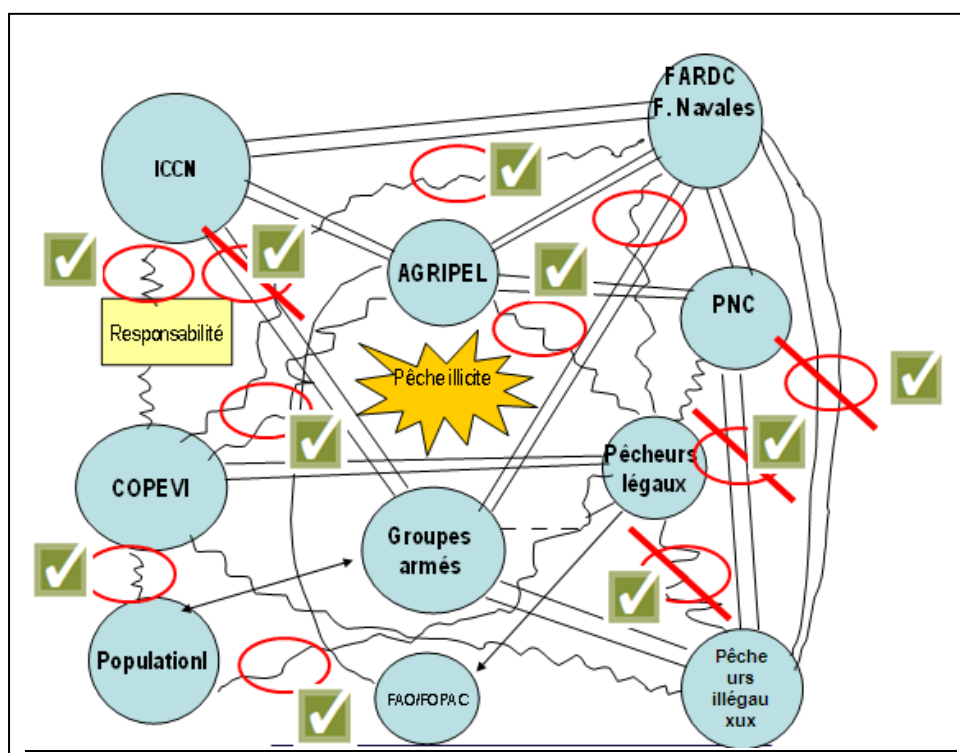 FARDC
F. Navales
ICCN
AGRIPEL
PNC
Responsabilité
Pêche illicite
Pêcheurs
légaux
COPEVI
Groupes
armés
Populationl
FAO/FOPAC
Pêche
urs
illégau
xux